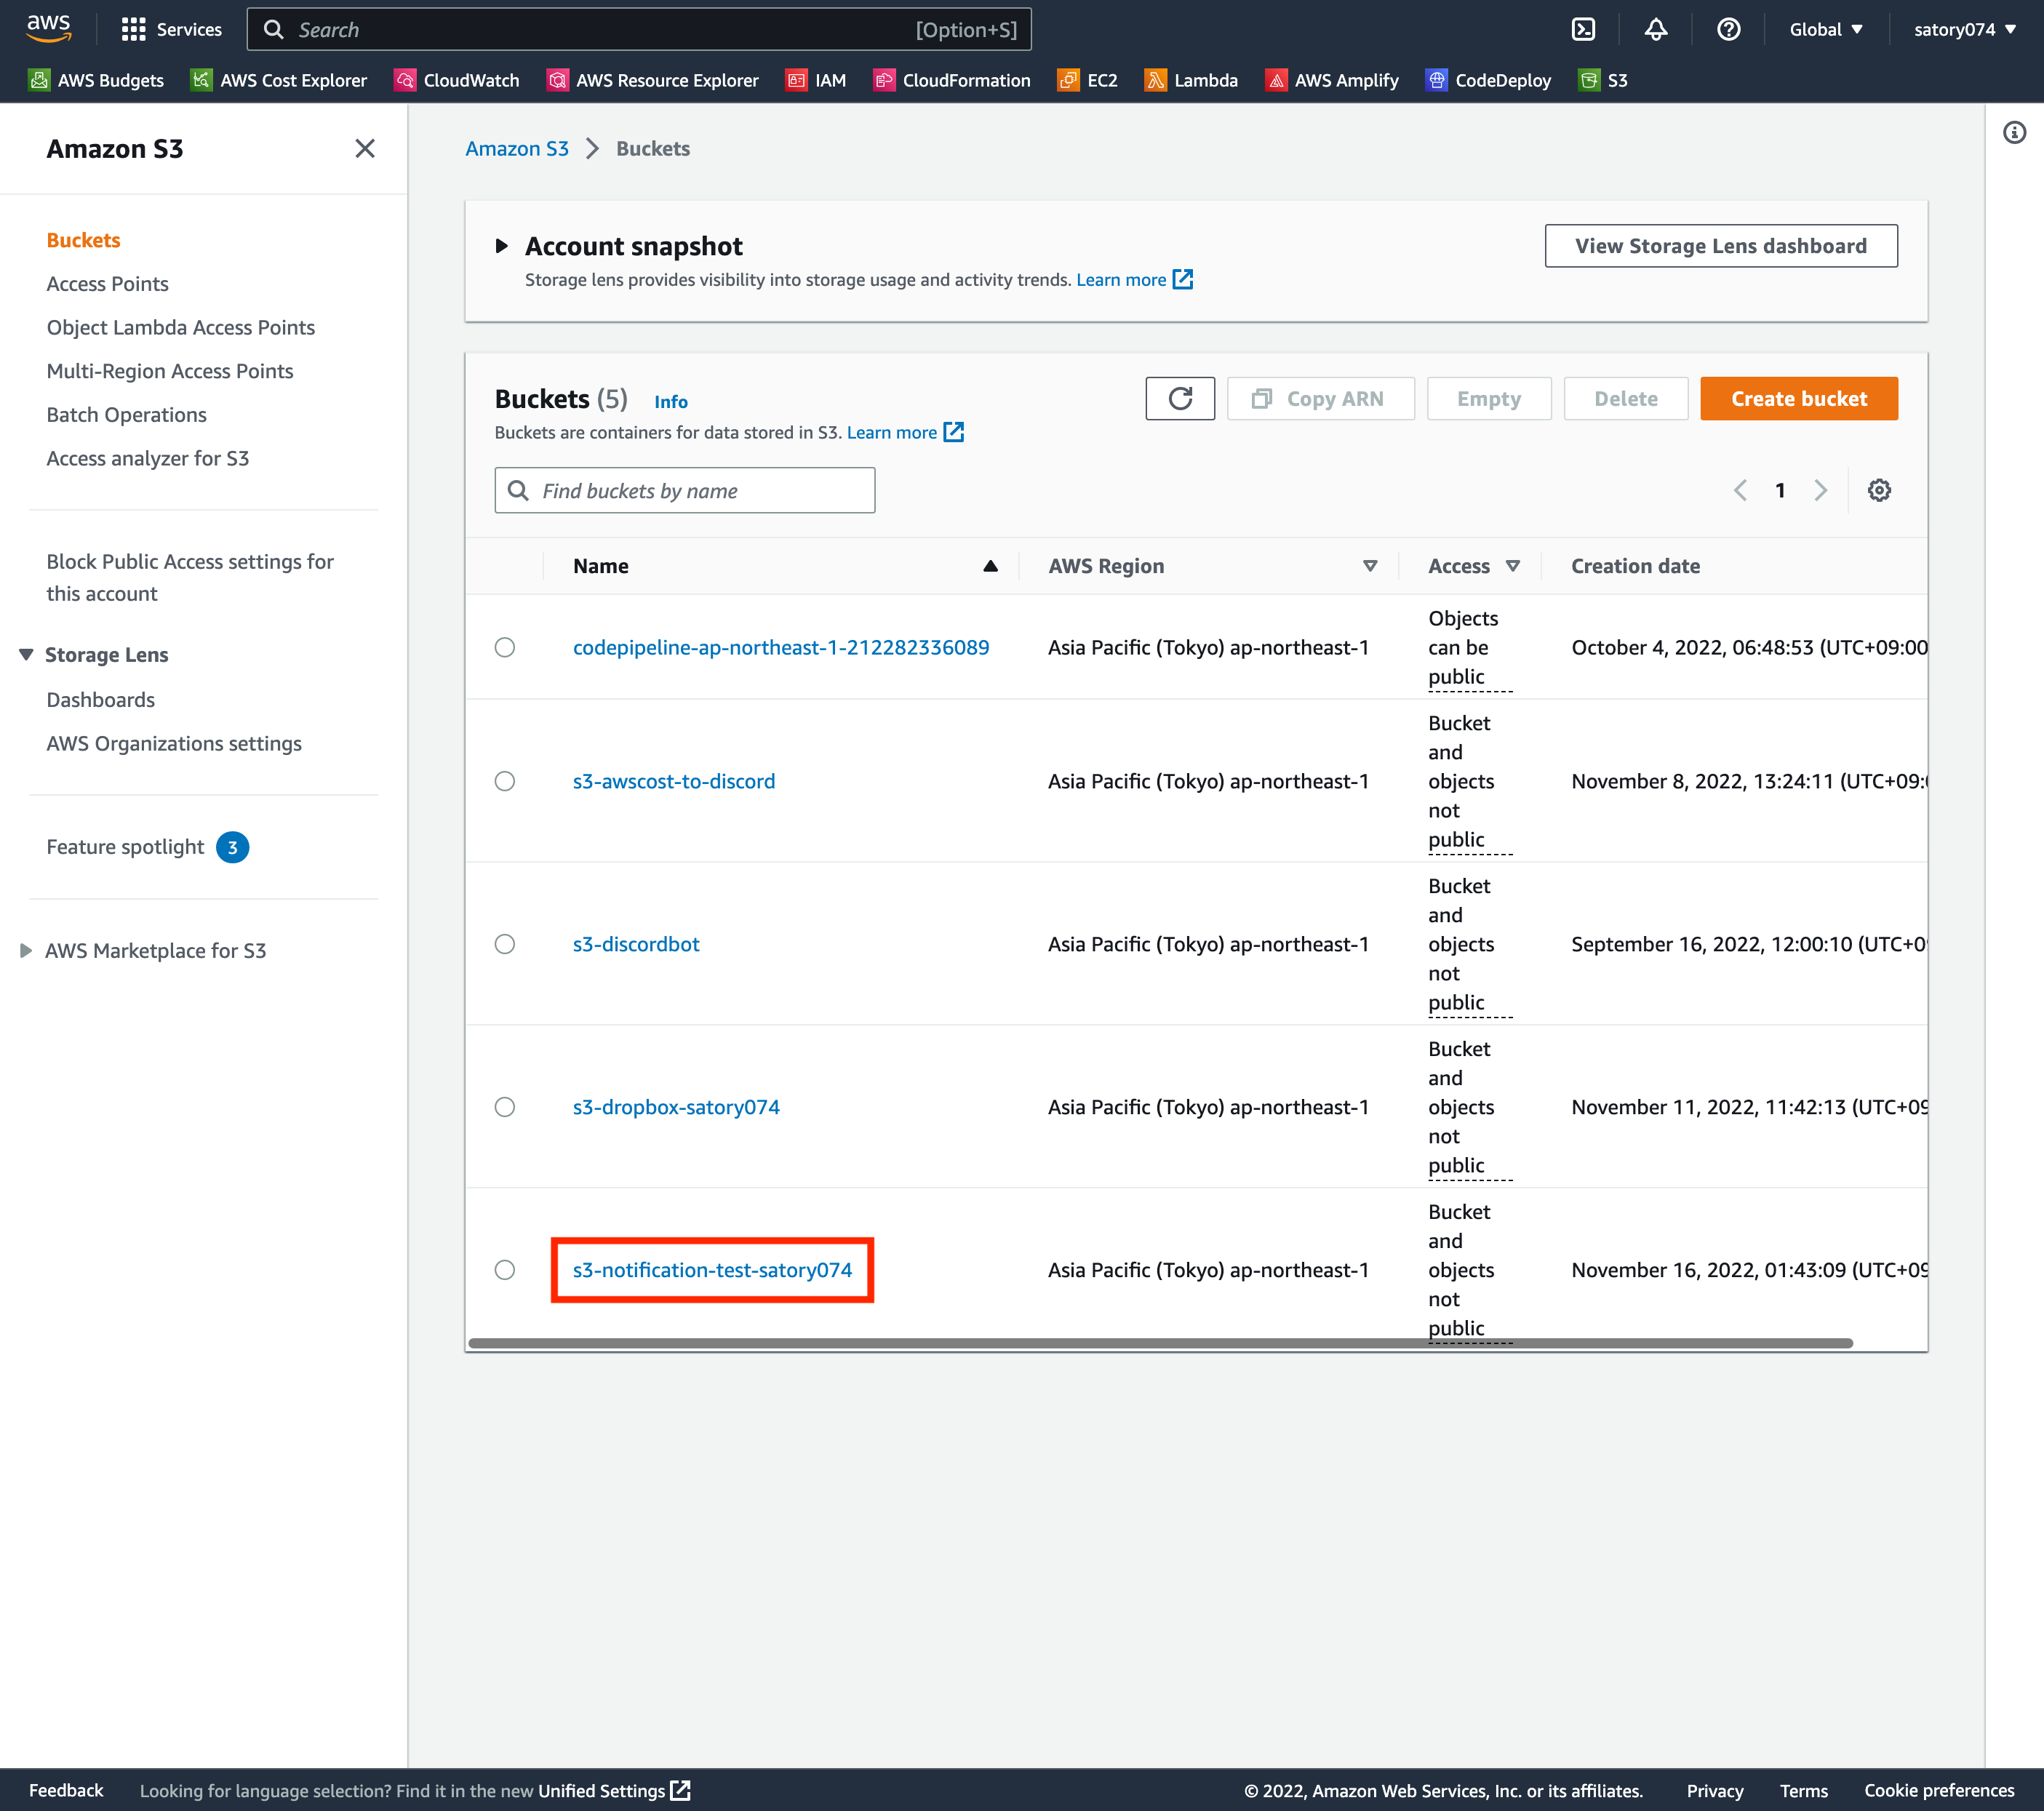 aws Services Search [Option+S] Global satory074
AWS Budgets AWS Cost Explorer CloudWatch AWS Resource Explorer IAM CloudFormation EC2 Lambda AWS Amplify CodeDeploy S3
Amazon S3
Buckets
Access Points
Object Lambda Access Points
Multi-Region Access Points
Batch Operations
Access analyzer for S3
Block Public Access settings for
this account
Storage Lens
Dashboards
AWS Organizations settings
Feature spotlight 3
AWS Marketplace for S3
Amazon S3 Buckets
Account snapshot
View Storage Lens dashboard
Storage lens provides visibility into storage usage and activity trends. Learn more
Buckets (5) Info
Copy ARN Empty Delete Create bucket
Buckets are containers for data stored in S3. Learn more
Find buckets by name
1
Name AWS Region Access Creation date
codepipeline-ap-northeast-1-212282336089 Asia Pacific (Tokyo) ap-northeast-1
Objects
can be
public
October 4, 2022, 06:48:53 (UTC+09:00
s3-awscost-to-discord Asia Pacific (Tokyo) ap-northeast-1
Bucket
and
objects
not
public
November 8, 2022, 13:24:11 (UTC+09:
s3-discordbot Asia Pacific (Tokyo) ap-northeast-1
Bucket
and
objects
not
public
September 16, 2022, 12:00:10 (UTC+0
s3-dropbox-satory074 Asia Pacific (Tokyo) ap-northeast-1
Bucket
and
objects
not
public
November 11, 2022, 11:42:13 (UTC+09
s3-notification-test-satory074 Asia Pacific (Tokyo) ap-northeast-1
Bucket
and
objects
not
public
November 16, 2022, 01:43:09 (UTC+09
Feedback Looking for language selection? Find it in the new Unified Settings © 2022, Amazon Web Services, Inc. or its affiliates. Privacy Terms Cookie preferences